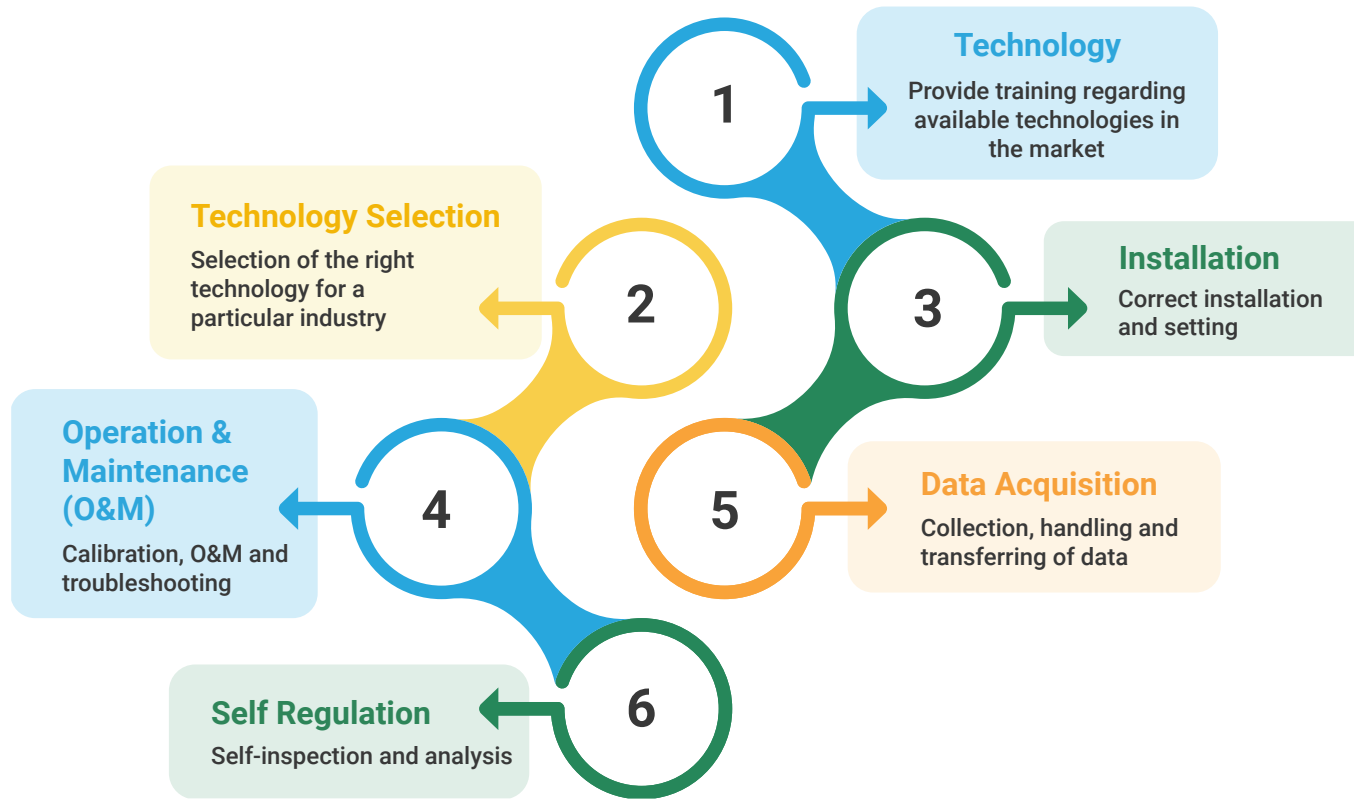 1
Technology
Provide training regarding
available technologies in
the market
2
Technology Selection
Selection of the right
technology for a
particular industry
3
Installation
Correct installation
and setting
4
Operation &
Maintenance
(O&M)
Calibration, O&M and
troubleshooting
5
Data Acquisition
Collection, handling and
transferring of data
6
Self Regulation
Self-inspection and analysis